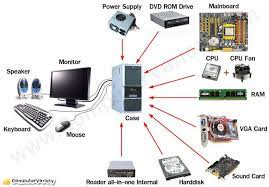 Power Supply
DVD ROM Drive
Mainboard
Speaker
Monitor
CPU
CPU Fan
RAM
Keyboard
Mouse
Case
VGA Card
Reader all-in-one Internal
Harddisk
Sound Card
ComputerVariety